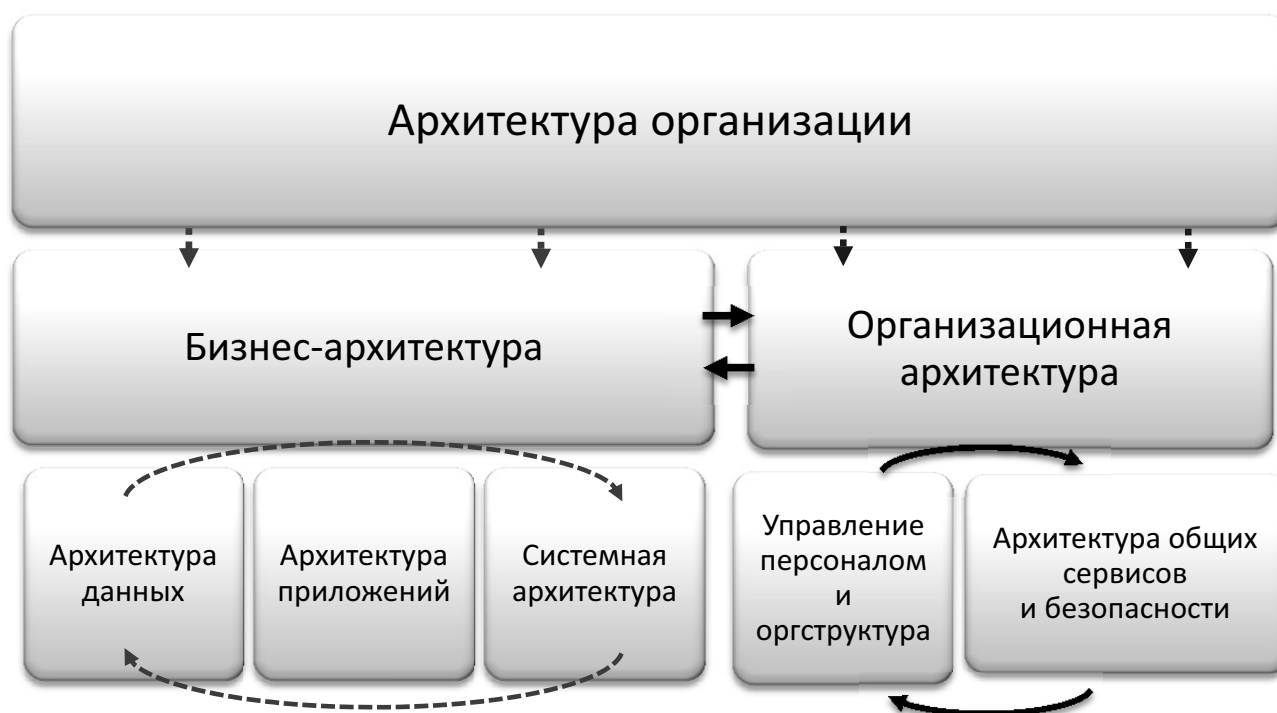 Архитектура организации
Бизнес-архитектура
Организационная
архитектура
Архитектура
данных
Архитектура
приложений
Системная
архитектура
Управление
персоналом
и
оргструктура
Архитектура общих
сервисов
и безопасности